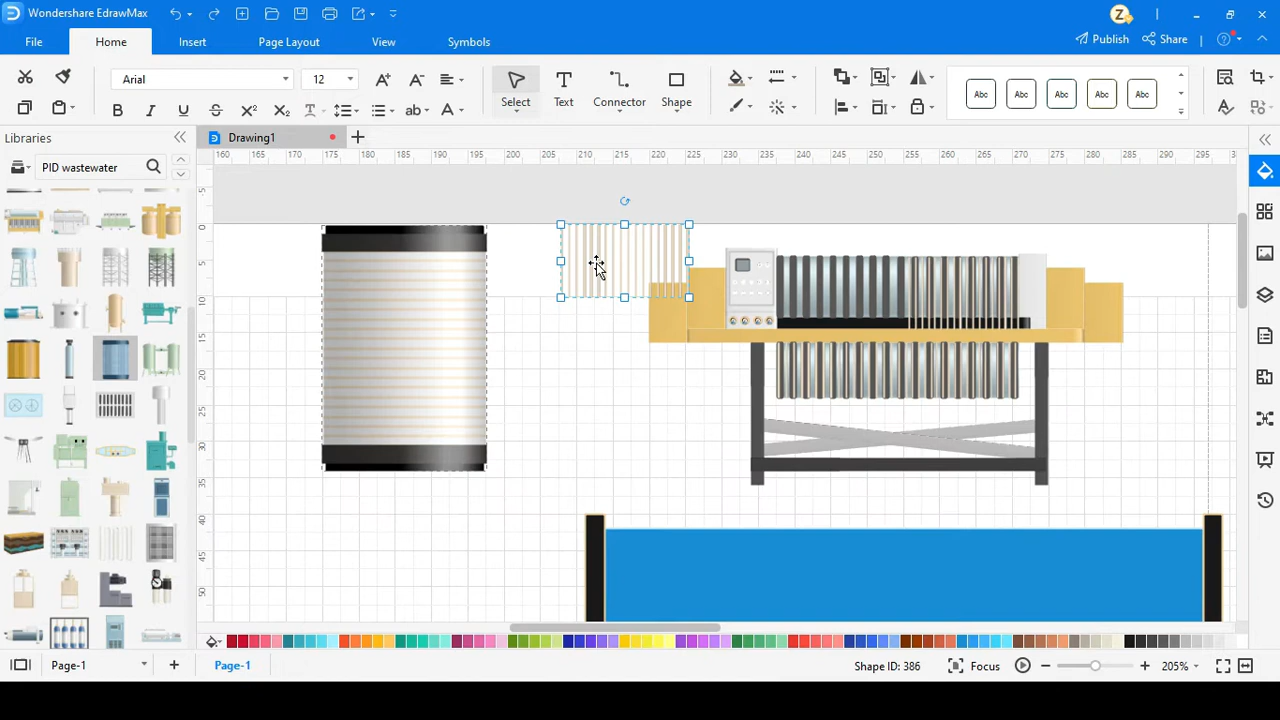 Wondershare EdrawMax
Z
File Home Insert Page Layout View Symbols Publish Share
Arial 12
Select Text Connector Shape
Abc Abc Abc Abc Abc
Libraries Drawing1
PID wastewater
160 165 170 175 180 185 190 195 200 205 210 215 220 225 230 235 240 245 250 255 260 265 270 275 280 285 290 295
5
0
5
10
15
20
25
30
35
40
45
50
Page-1 Page-1 Shape ID: 386 Focus 205%